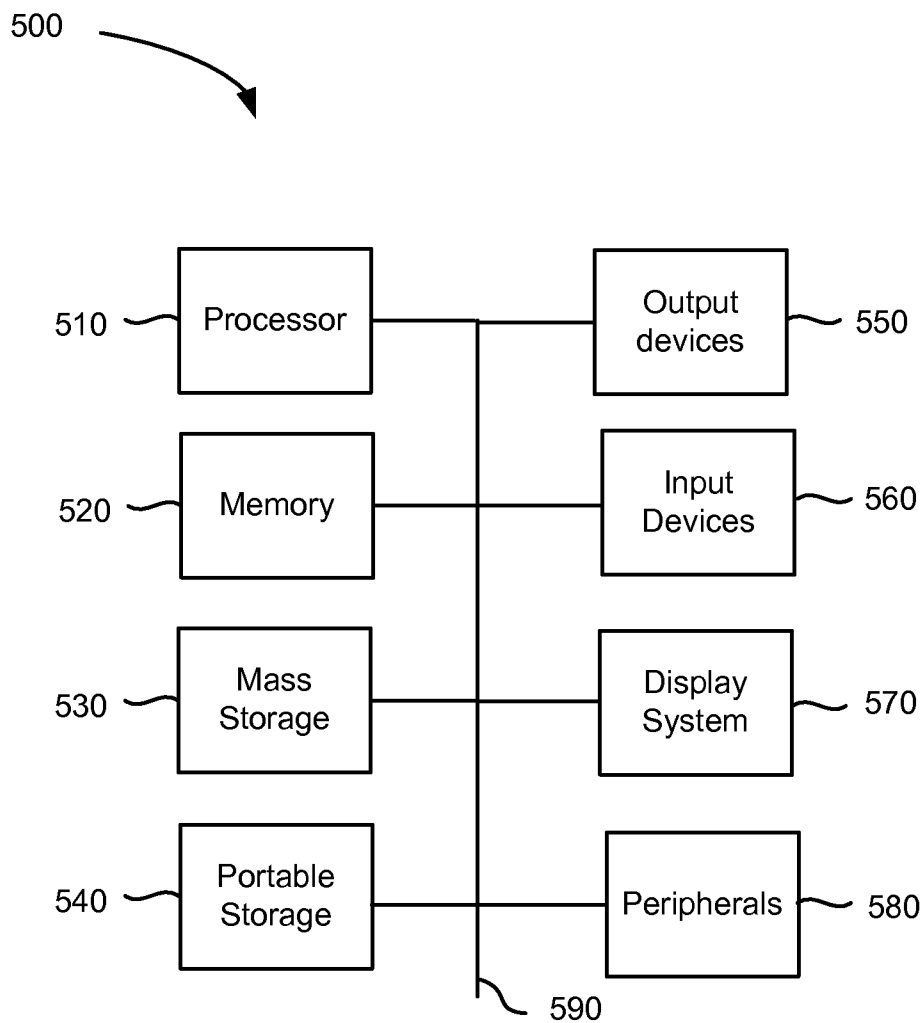 500
510
Processor
Output
devices
550
520
Memory
Input
Devices
560
530
Mass
Storage
Display
System
570
540
Portable
Storage
Peripherals
580
590